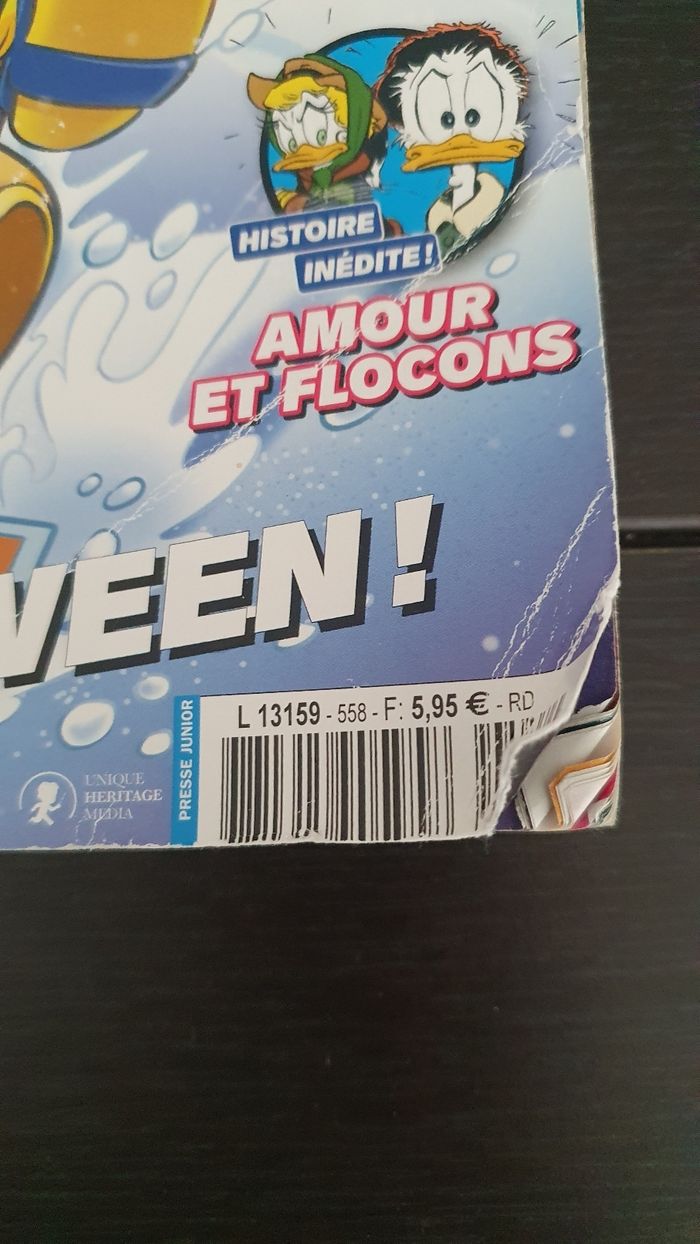 HISTOIRE
INÉDITE!
AMOUR
ET FLOCONS
VEEN !
PRESSE JUNIOR
L 13159 - 558 - F: 5,95 € - RD
UNIQUE
HERITAGE
MEDIA